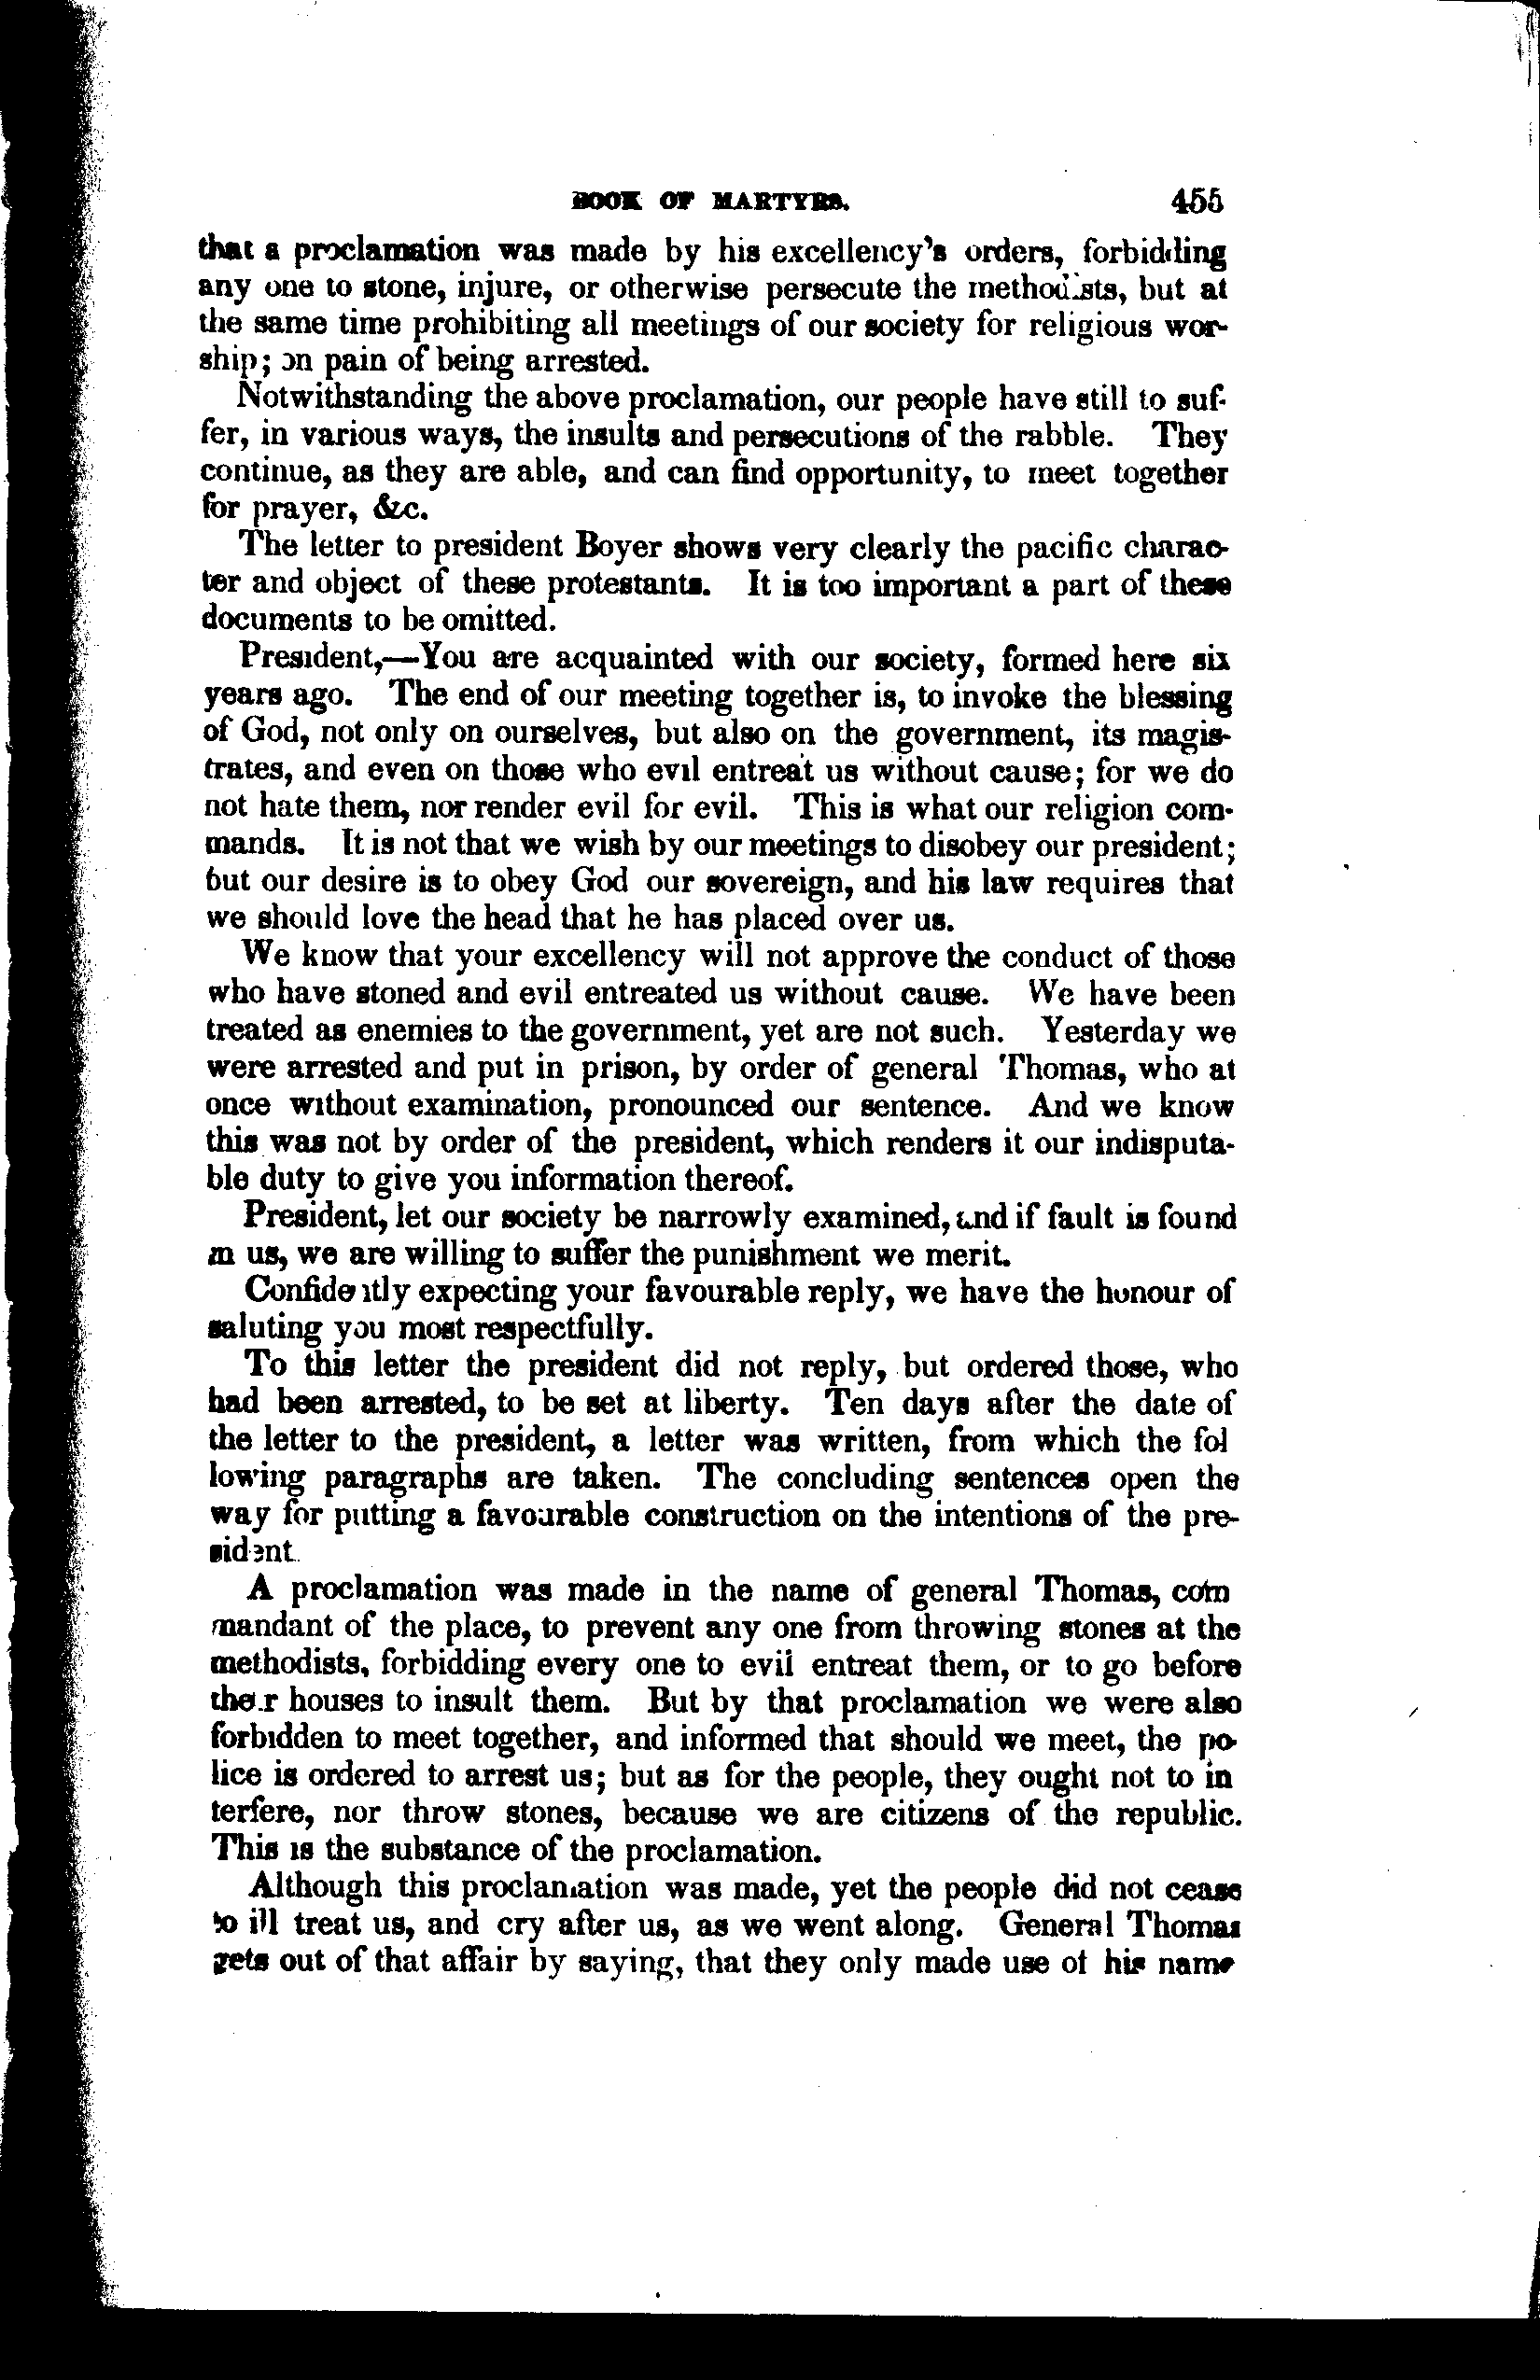 BOOK OF MARTYRS. 455
that a proclamation was made by his excellency's orders, forbidding
any one to stone, injure, or otherwise persecute the methodists, but at
the same time prohibiting all meetings of our society for religious wor-
ship; on pain of being arrested.
Notwithstanding the above proclamation, our people have still to suf-
fer, in various ways, the insults and persecutions of the rabble. They
continue, as they are able, and can find opportunity, to meet together
for prayer, &c.
The letter to president Boyer shows very clearly the pacific charac-
ter and object of these protestants. It is too important a part of these
documents to be omitted.
President,—You are acquainted with our society, formed here six
years ago. The end of our meeting together is, to invoke the blessing
of God, not only on ourselves, but also on the government, its magis-
trates, and even on those who evil entreat us without cause; for we do
not hate them, nor render evil for evil. This is what our religion com-
mands. It is not that we wish by our meetings to disobey our president;
but our desire is to obey God our sovereign, and his law requires that
we should love the head that he has placed over us.
We know that your excellency will not approve the conduct of those
who have stoned and evil entreated us without cause. We have been
treated as enemies to the government, yet are not such. Yesterday we
were arrested and put in prison, by order of general Thomas, who at
once without examination, pronounced our sentence. And we know
this was not by order of the president, which renders it our indisputa-
ble duty to give you information thereof.
President, let our society be narrowly examined, and if fault is found
in us, we are willing to suffer the punishment we merit.
Confidently expecting your favourable reply, we have the honour of
saluting you most respectfully.
To this letter the president did not reply, but ordered those, who
had been arrested, to be set at liberty. Ten days after the date of
the letter to the president, a letter was written, from which the fol
lowing paragraphs are taken. The concluding sentences open the
way for putting a favourable construction on the intentions of the pre-
sident.
A proclamation was made in the name of general Thomas, com
mandant of the place, to prevent any one from throwing stones at the
methodists, forbidding every one to evil entreat them, or to go before
their houses to insult them. But by that proclamation we were also
forbidden to meet together, and informed that should we meet, the po-
lice is ordered to arrest us; but as for the people, they ought not to in
terfere, nor throw stones, because we are citizens of the republic.
This is the substance of the proclamation.
Although this proclamation was made, yet the people did not cease
to ill treat us, and cry after us, as we went along. General Thomas
gets out of that affair by saying, that they only made use of his name